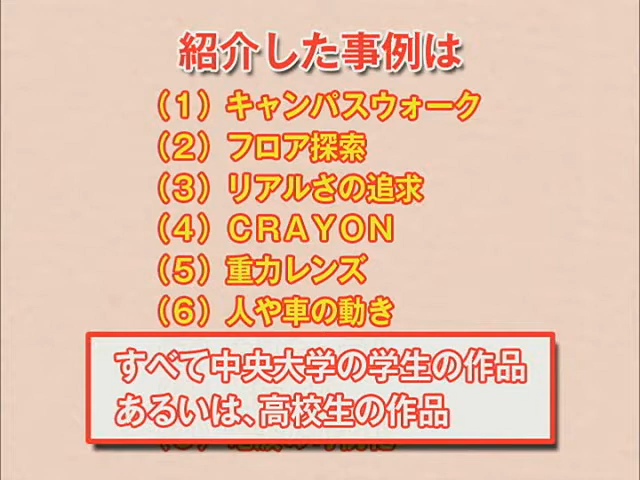 紹介した事例は
（1）キャンパスウォーク
（2）フロア探索
（3）リアルさの追求
（4）CRAYON
（5）重力レンズ
（6）人や車の動き
すべて中央大学の学生の作品
あるいは、高校生の作品